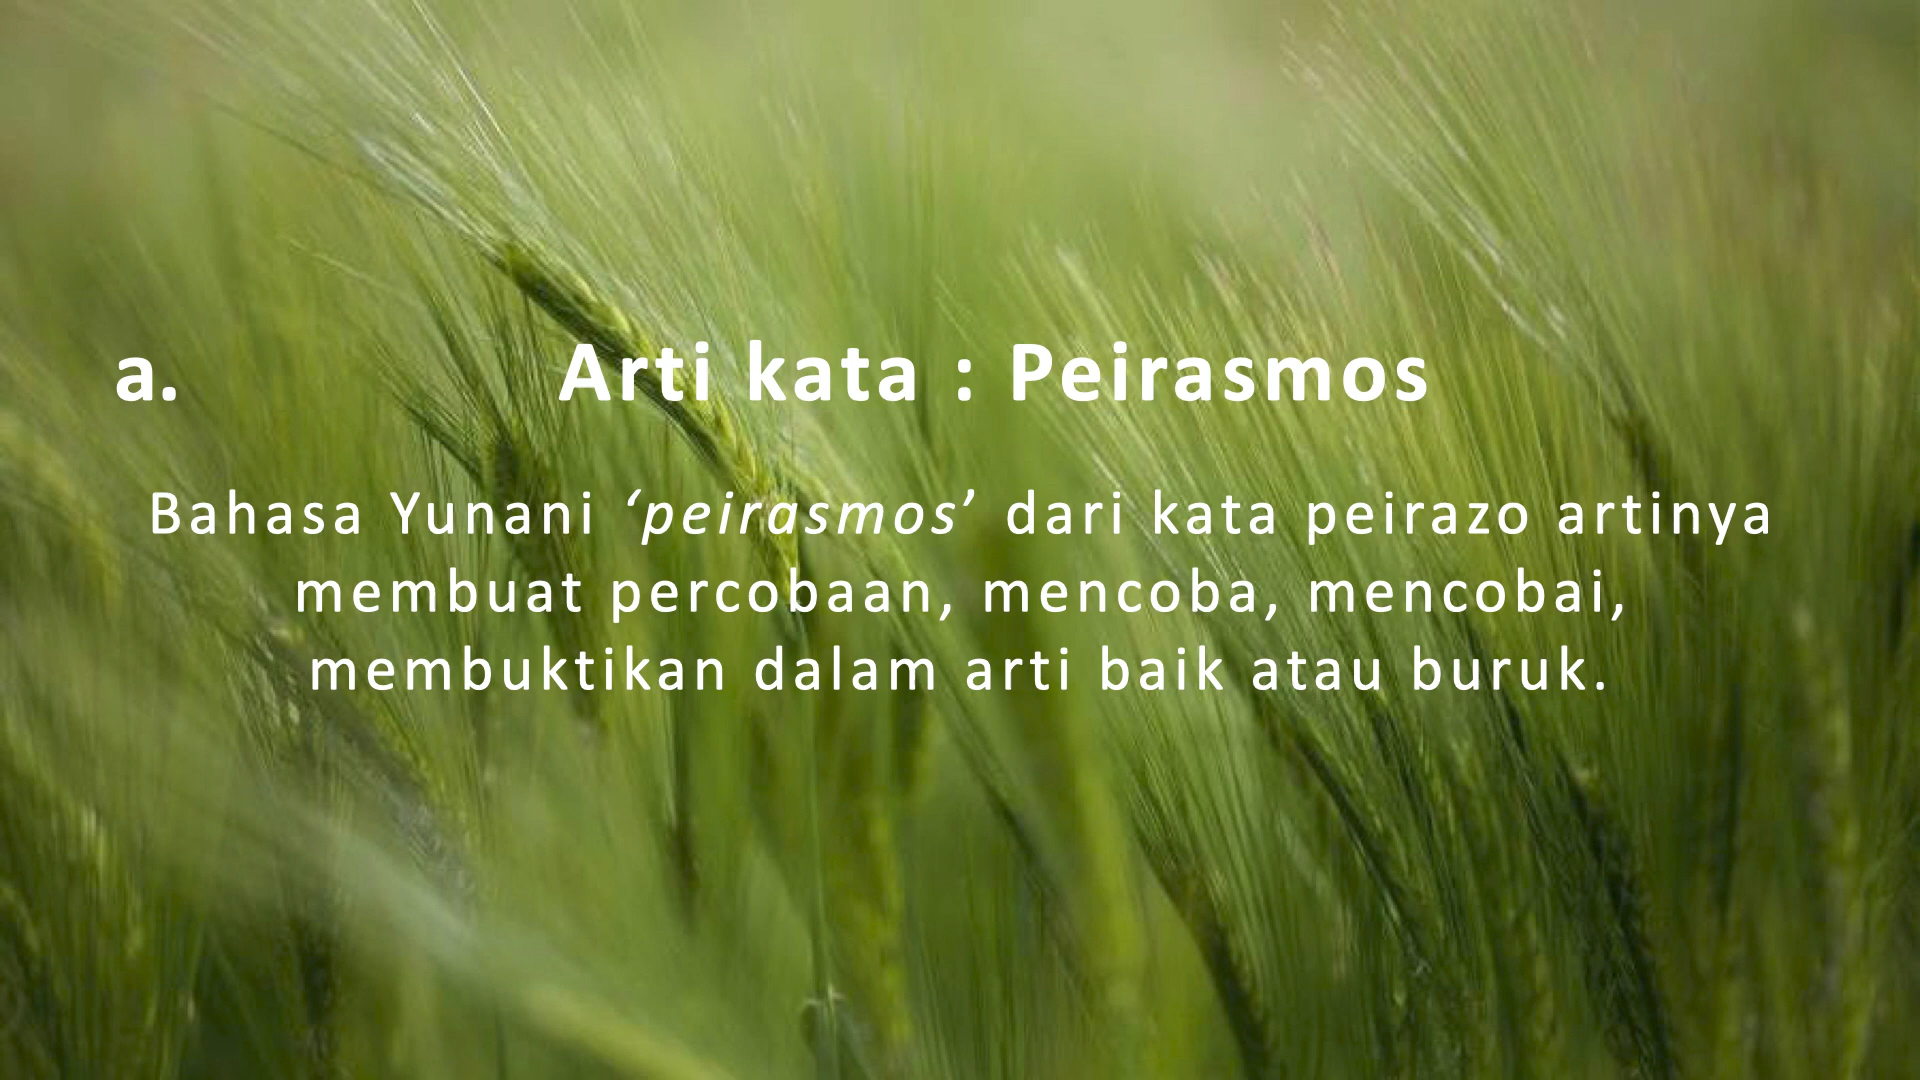 a. Arti kata : Peirasmos
Bahasa Yunani ‘peirasmos’ dari kata peirazo artinya
membuat percobaan, mencoba, mencobai,
membuktikan dalam arti baik atau buruk.